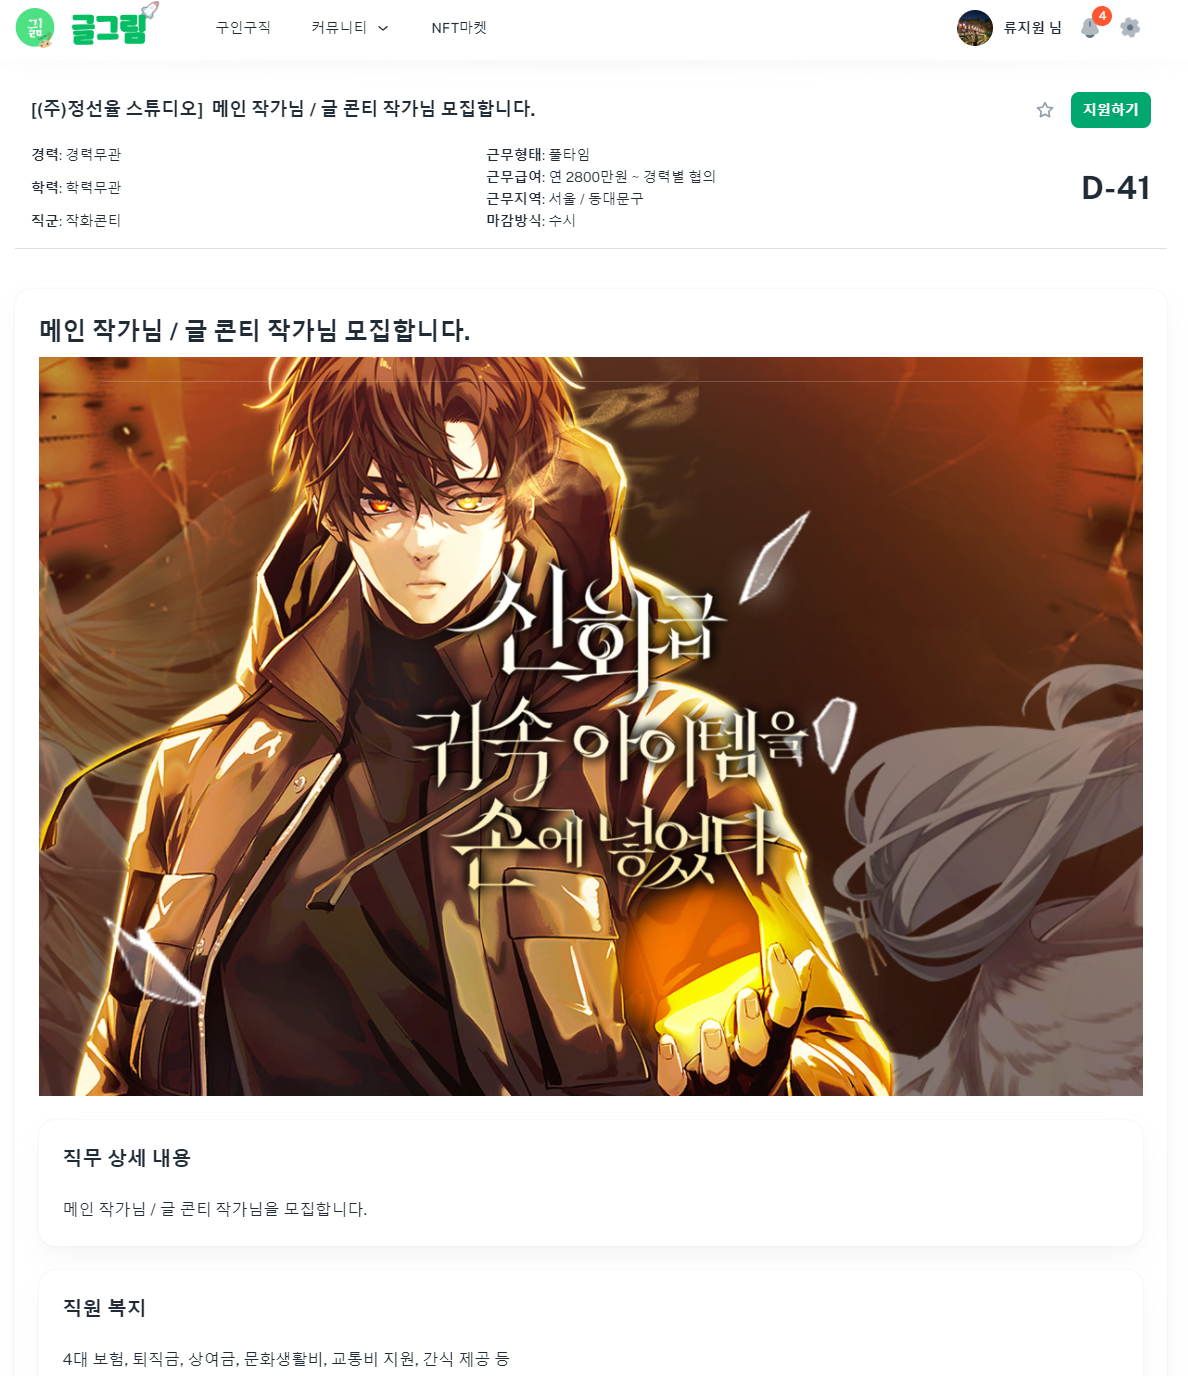 그림
글그림
구인구직
커뮤니티
NFT마켓
류지원 님
4
[(주)정선율 스튜디오] 메인 작가님 / 글 콘티 작가님 모집합니다.
지원하기
경력: 경력무관
학력: 학력무관
직군: 작화콘티
근무형태: 풀타임
근무급여: 연 2800만원 ~ 경력별 협의
근무지역: 서울 / 동대문구
마감방식: 수시
D-41
메인 작가님 / 글 콘티 작가님 모집합니다.
신화급
귀속 아이템을
손에 넣었다
직무 상세 내용
메인 작가님 / 글 콘티 작가님을 모집합니다.
직원 복지
4대 보험, 퇴직금, 상여금, 문화생활비, 교통비 지원, 간식 제공 등